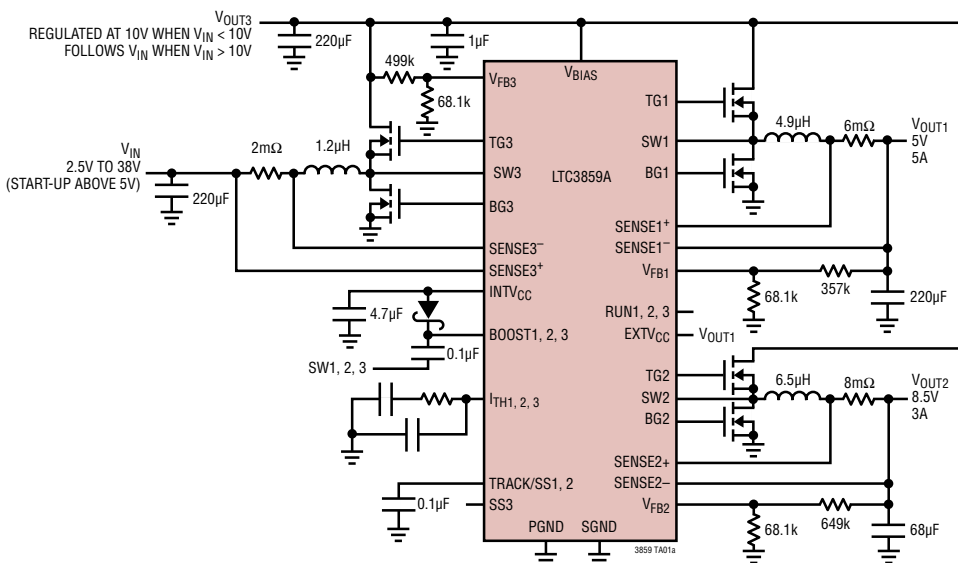 VOUT3
REGULATED AT 10V WHEN VIN < 10V
FOLLOWS VIN WHEN VIN > 10V
220µF
1µF
499k
68.1k
VFB3
VBIAS
TG1
SW1
BG1
4.9µH
6mΩ
VOUT1
5V
5A
VIN
2.5V TO 38V
(START-UP ABOVE 5V)
220µF
2mΩ
1.2µH
TG3
SW3
BG3
LTC3859A
SENSE3–
SENSE3+
SENSE1+
SENSE1–
VFB1
68.1k
357k
220µF
INTVCC
4.7µF
BOOST1, 2, 3
0.1µF
SW1, 2, 3
RUN1, 2, 3
EXTVCC
VOUT1
ITH1, 2, 3
TG2
SW2
BG2
6.5µH
8mΩ
VOUT2
8.5V
3A
SENSE2+
SENSE2–
VFB2
68.1k
649k
68µF
TRACK/SS1, 2
0.1µF
SS3
PGND
SGND
3859 TA01a